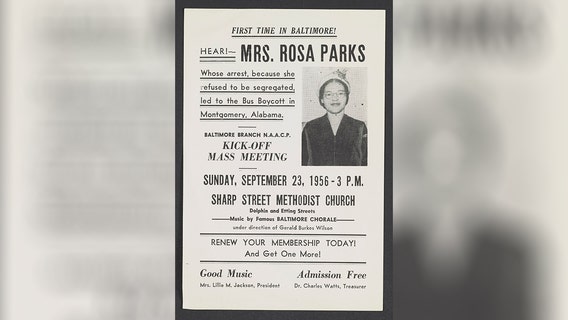 FIRST TIME IN BALTIMORE!
HEAR!— MRS. ROSA PARKS
Whose arrest, because she
refused to be segregated,
led to the Bus Boycott in
Montgomery, Alabama.
BALTIMORE BRANCH N.A.A.C.P.
KICK-OFF
MASS MEETING
SUNDAY, SEPTEMBER 23, 1956 - 3 P.M.
SHARP STREET METHODIST CHURCH
Dolphin and Etting Streets
Music by Famous BALTIMORE CHORALE
under direction of Gerald Burkes Wilson
RENEW YOUR MEMBERSHIP TODAY!
And Get One More!
Good Music Admission Free
Mrs. Lillie M. Jackson, President Dr. Charles Watts, Treasurer